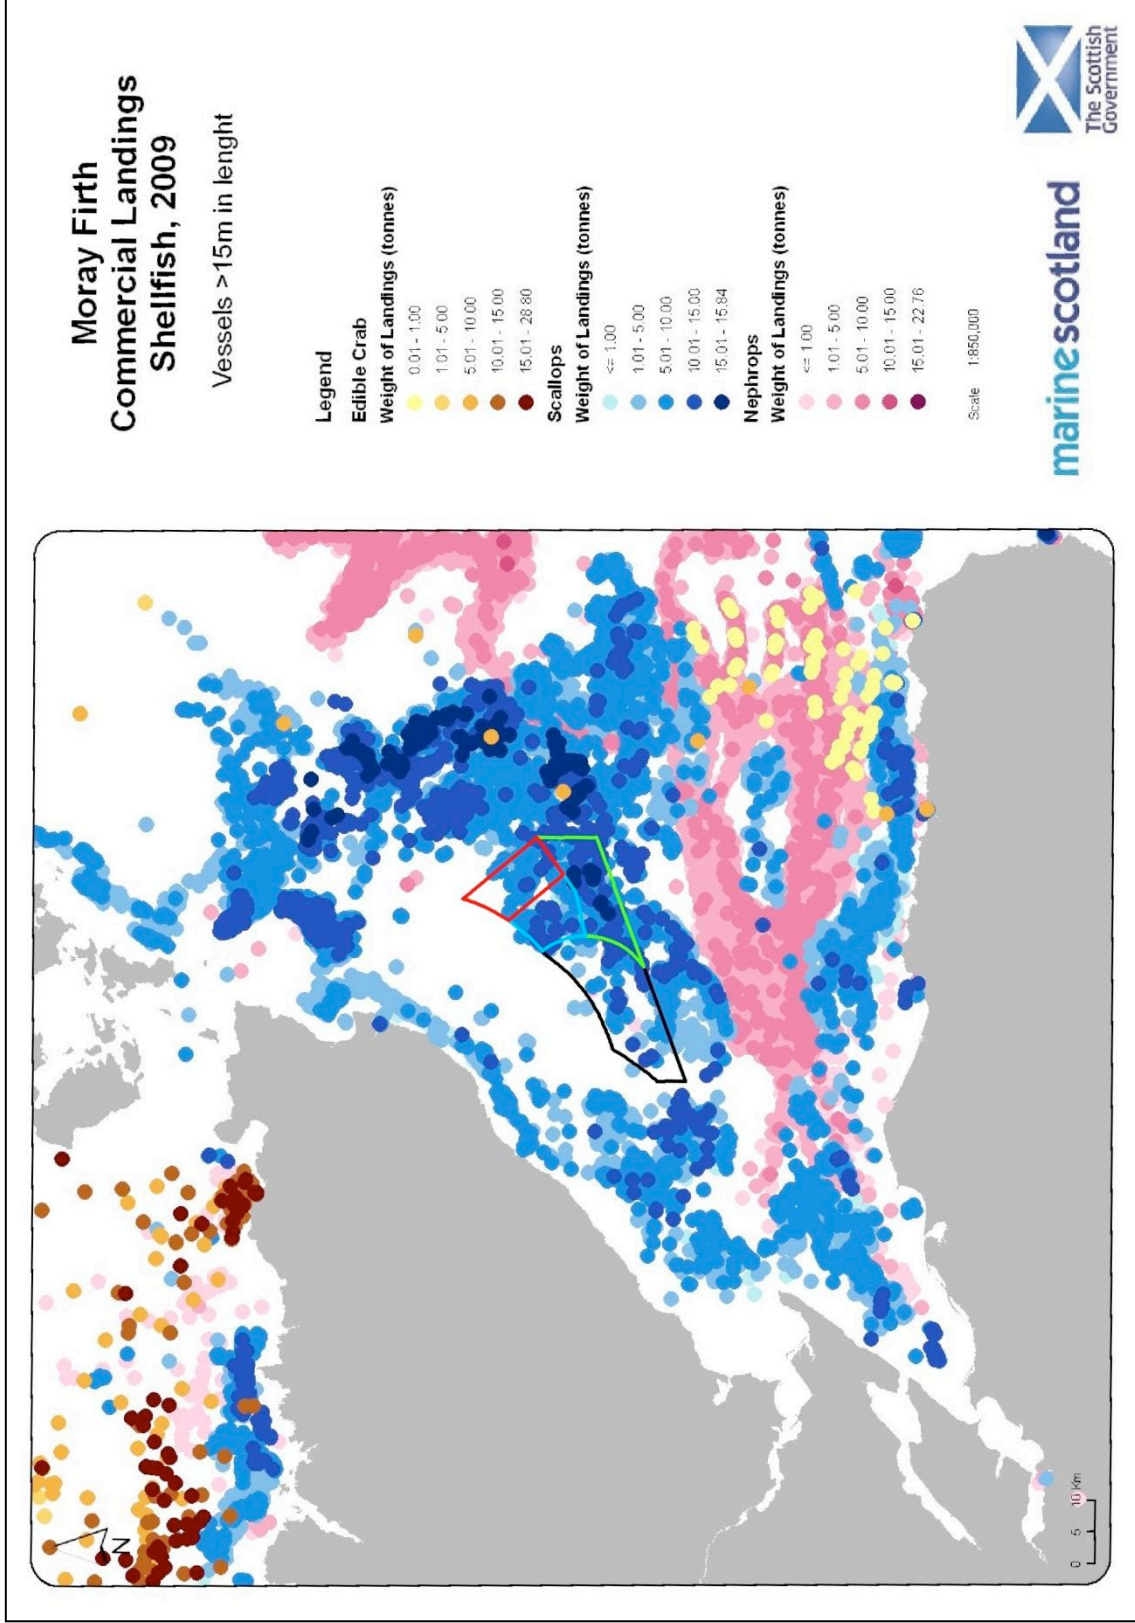 Moray Firth
Commercial Landings
Shellfish, 2009
Vessels >15m in lenght
Legend
Edible Crab
Weight of Landings (tonnes)
0.01 - 1.00
1.01 - 5.00
5.01 - 10.00
10.01 - 15.00
15.01 - 28.80
Scallops
Weight of Landings (tonnes)
<= 1.00
1.01 - 5.00
5.01 - 10.00
10.01 - 15.00
15.01 - 15.84
Nephrops
Weight of Landings (tonnes)
<= 1.00
1.01 - 5.00
5.01 - 10.00
10.01 - 15.00
15.01 - 22.76
Scale 1:850,000
marinescotland
The Scottish
Government
N
0 5 10 Km